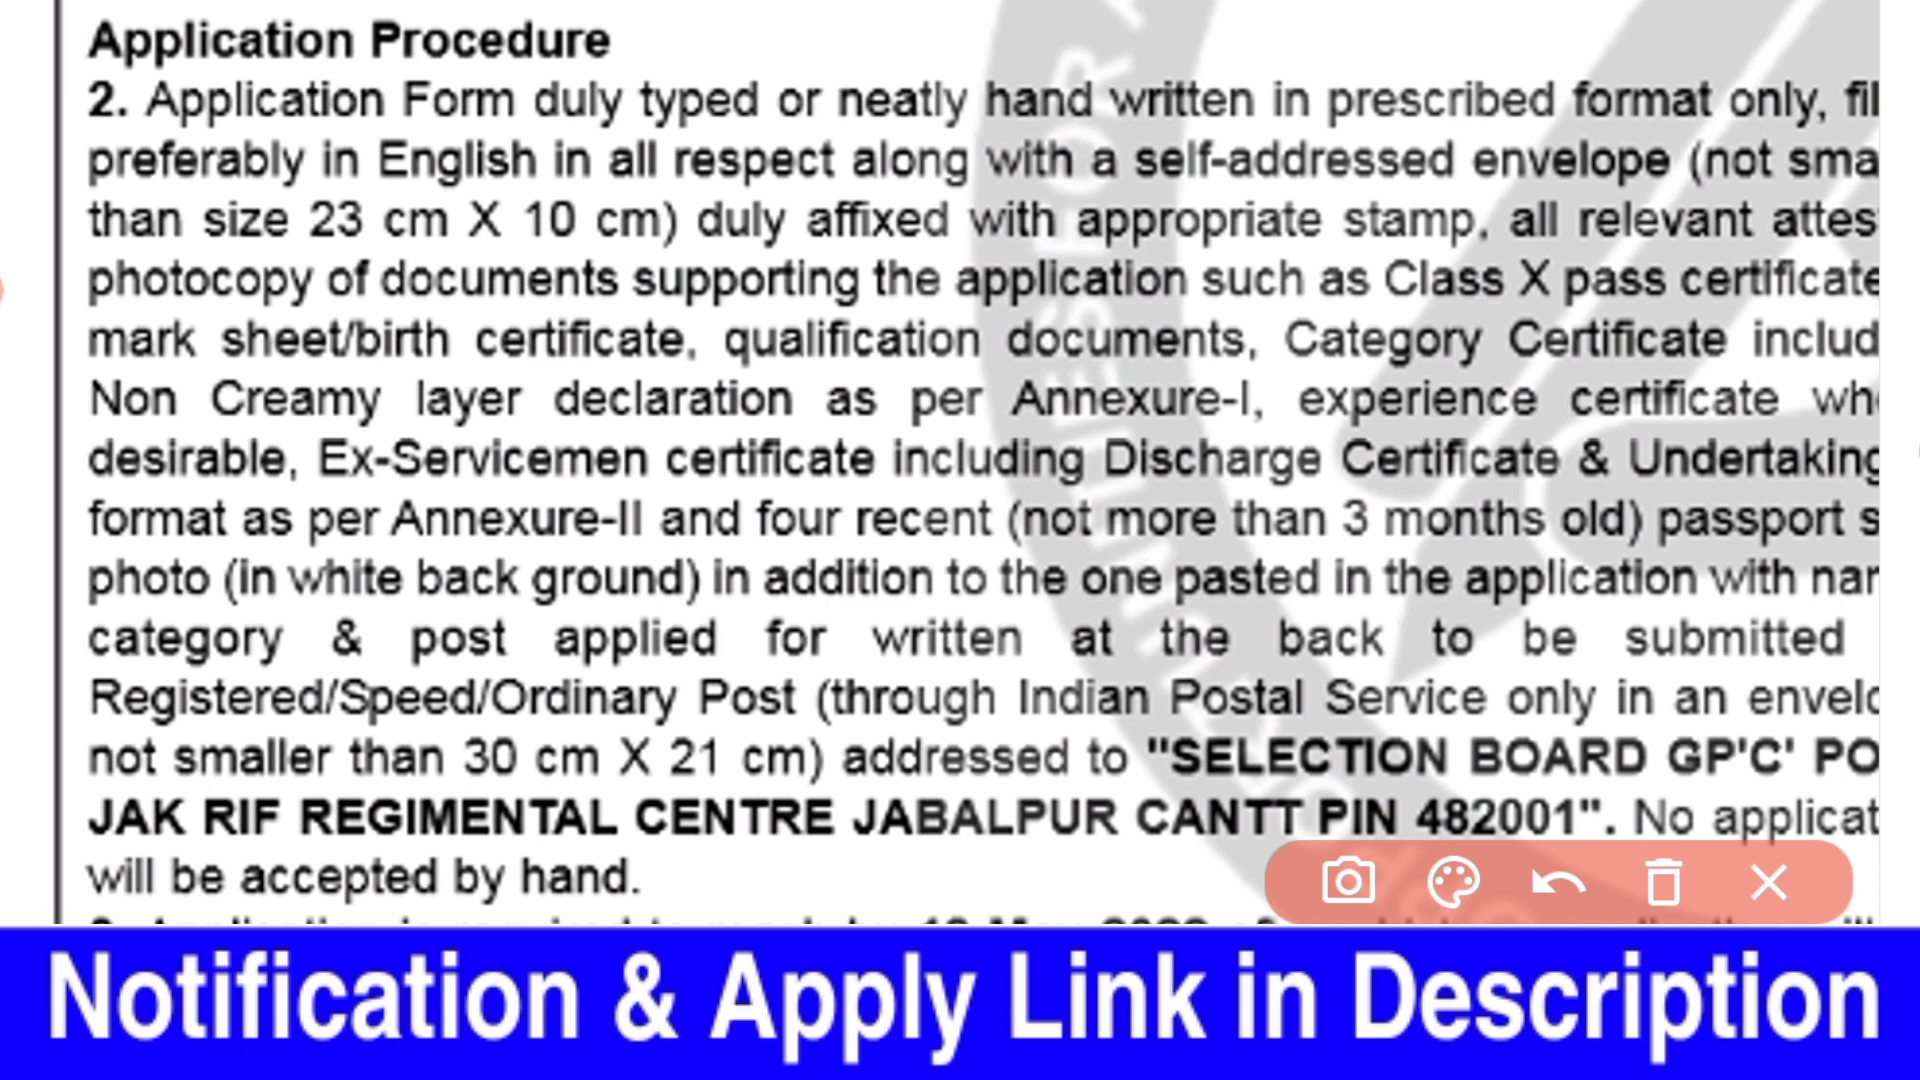 Application Procedure
2. Application Form duly typed or neatly hand written in prescribed format only,
preferably in English in all respect along with a self-addressed envelope (not
than size 23 cm X 10 cm) duly affixed with appropriate stamp, all relevant
photocopy of documents supporting the application such as Class X pass certificate
mark sheet/birth certificate, qualification documents, Category Certificate
Non Creamy layer declaration as per Annexure-I, experience certificate
desirable, Ex-Servicemen certificate including Discharge Certificate & Undertaking
format as per Annexure-II and four recent (not more than 3 months old) passport
photo (in white back ground) in addition to the one pasted in the application with
category & post applied for written at the back to be submitted
Registered/Speed/Ordinary Post (through Indian Postal Service only in an
not smaller than 30 cm X 21 cm) addressed to "SELECTION BOARD GP'C'
JAK RIF REGIMENTAL CENTRE JABALPUR CANTT PIN 482001". No
will be accepted by hand.
Notification & Apply Link in Description